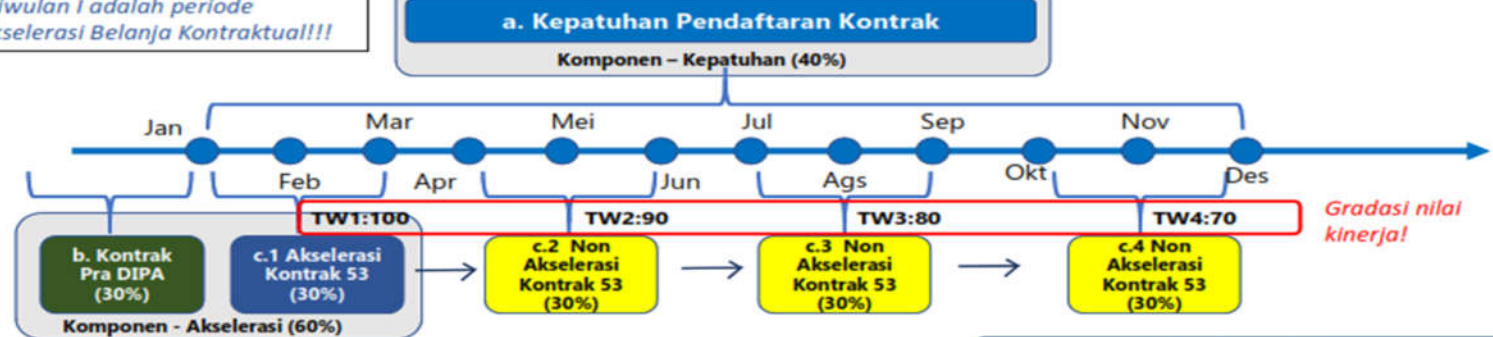 iwulan I adalah periode
kselerasi Belanja Kontraktual!!!
a. Kepatuhan Pendaftaran Kontrak
Komponen – Kepatuhan (40%)
Jan
Mar
Mei
Jul
Sep
Nov
Feb
Apr
Jun
Ags
Okt
Des
TW1:100
TW2:90
TW3:80
TW4:70
Gradasi nilai
kinerja!
b. Kontrak
Pra DIPA
(30%)
c.1 Akselerasi
Kontrak 53
(30%)
c.2 Non
Akselerasi
Kontrak 53
(30%)
c.3 Non
Akselerasi
Kontrak 53
(30%)
c.4 Non
Akselerasi
Kontrak 53
(30%)
Komponen - Akselerasi (60%)